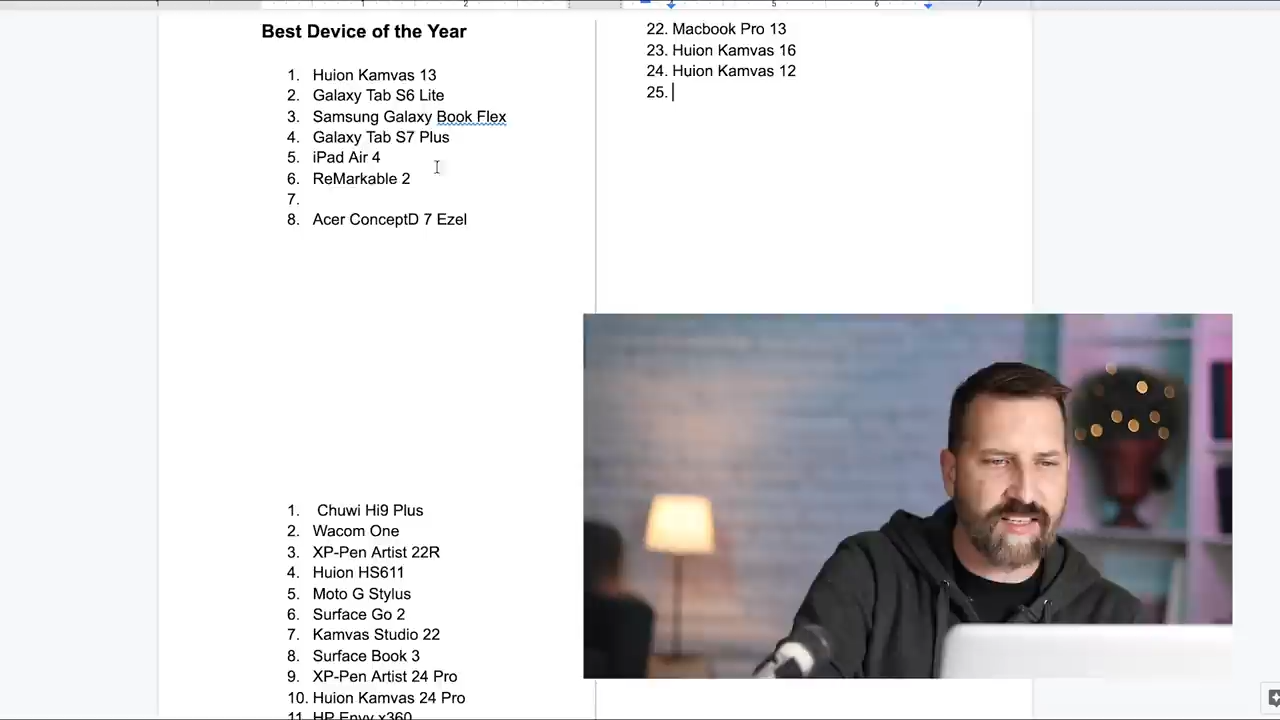 Best Device of the Year
1. Huion Kamvas 13
2. Galaxy Tab S6 Lite
3. Samsung Galaxy Book Flex
4. Galaxy Tab S7 Plus
5. iPad Air 4
6. ReMarkable 2
7.
8. Acer ConceptD 7 Ezel
1. Chuwi Hi9 Plus
2. Wacom One
3. XP-Pen Artist 22R
4. Huion HS611
5. Moto G Stylus
6. Surface Go 2
7. Kamvas Studio 22
8. Surface Book 3
9. XP-Pen Artist 24 Pro
10. Huion Kamvas 24 Pro
11. HP Envy x360
22. Macbook Pro 13
23. Huion Kamvas 16
24. Huion Kamvas 12
25.